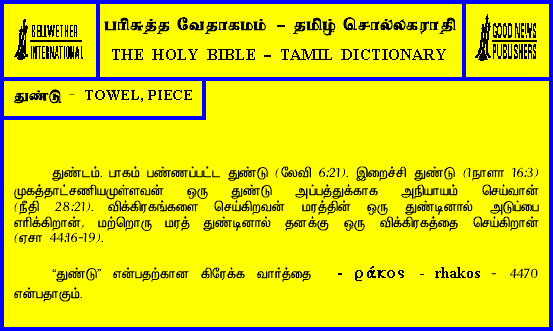 BELLWETHER
INTERNATIONAL
பரிசுத்த வேதாகமம் – தமிழ் சொல்லகராதி
THE HOLY BIBLE – TAMIL DICTIONARY
GOOD NEWS
PUBLISHERS
துண்டு – TOWEL, PIECE
துண்டம். பாகம் பண்ணப்பட்ட துண்டு (லேவி 6:21). இறைச்சி துண்டு (1நாளா 16:3)
முகத்தாட்சணியமுள்ளவன் ஒரு துண்டு அப்பத்துக்காக அநியாயம் செய்வான்
(நீதி 28:21). விக்கிரகங்களை செய்கிறவன் மரத்தின் ஒரு துண்டினால் அடுப்பை
எரிக்கிறான், மற்றொரு மரத் துண்டினால் தனக்கு ஒரு விக்கிரகத்தை செய்கிறான்
(ஏசா 44:16-19).
“துண்டு” என்பதற்கான கிரேக்க வார்த்தை - ῥάκος - rhakos - 4470
என்பதாகும்.